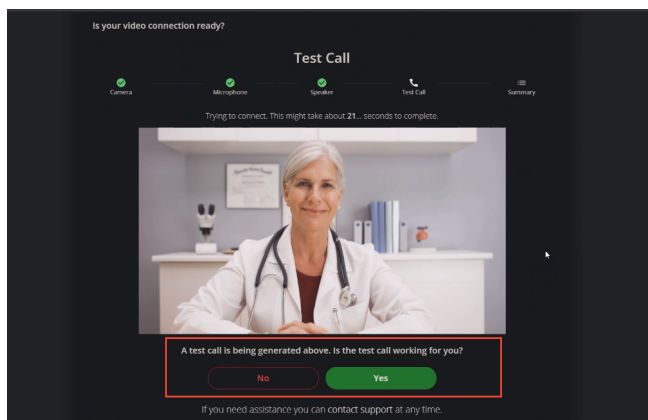 Is your video connection ready?
Test Call
Camera Microphone Speaker Test Call Summary
Trying to connect. This might take about 21... seconds to complete.
A test call is being generated above. Is the test call working for you?
No Yes
If you need assistance you can contact support at any time.